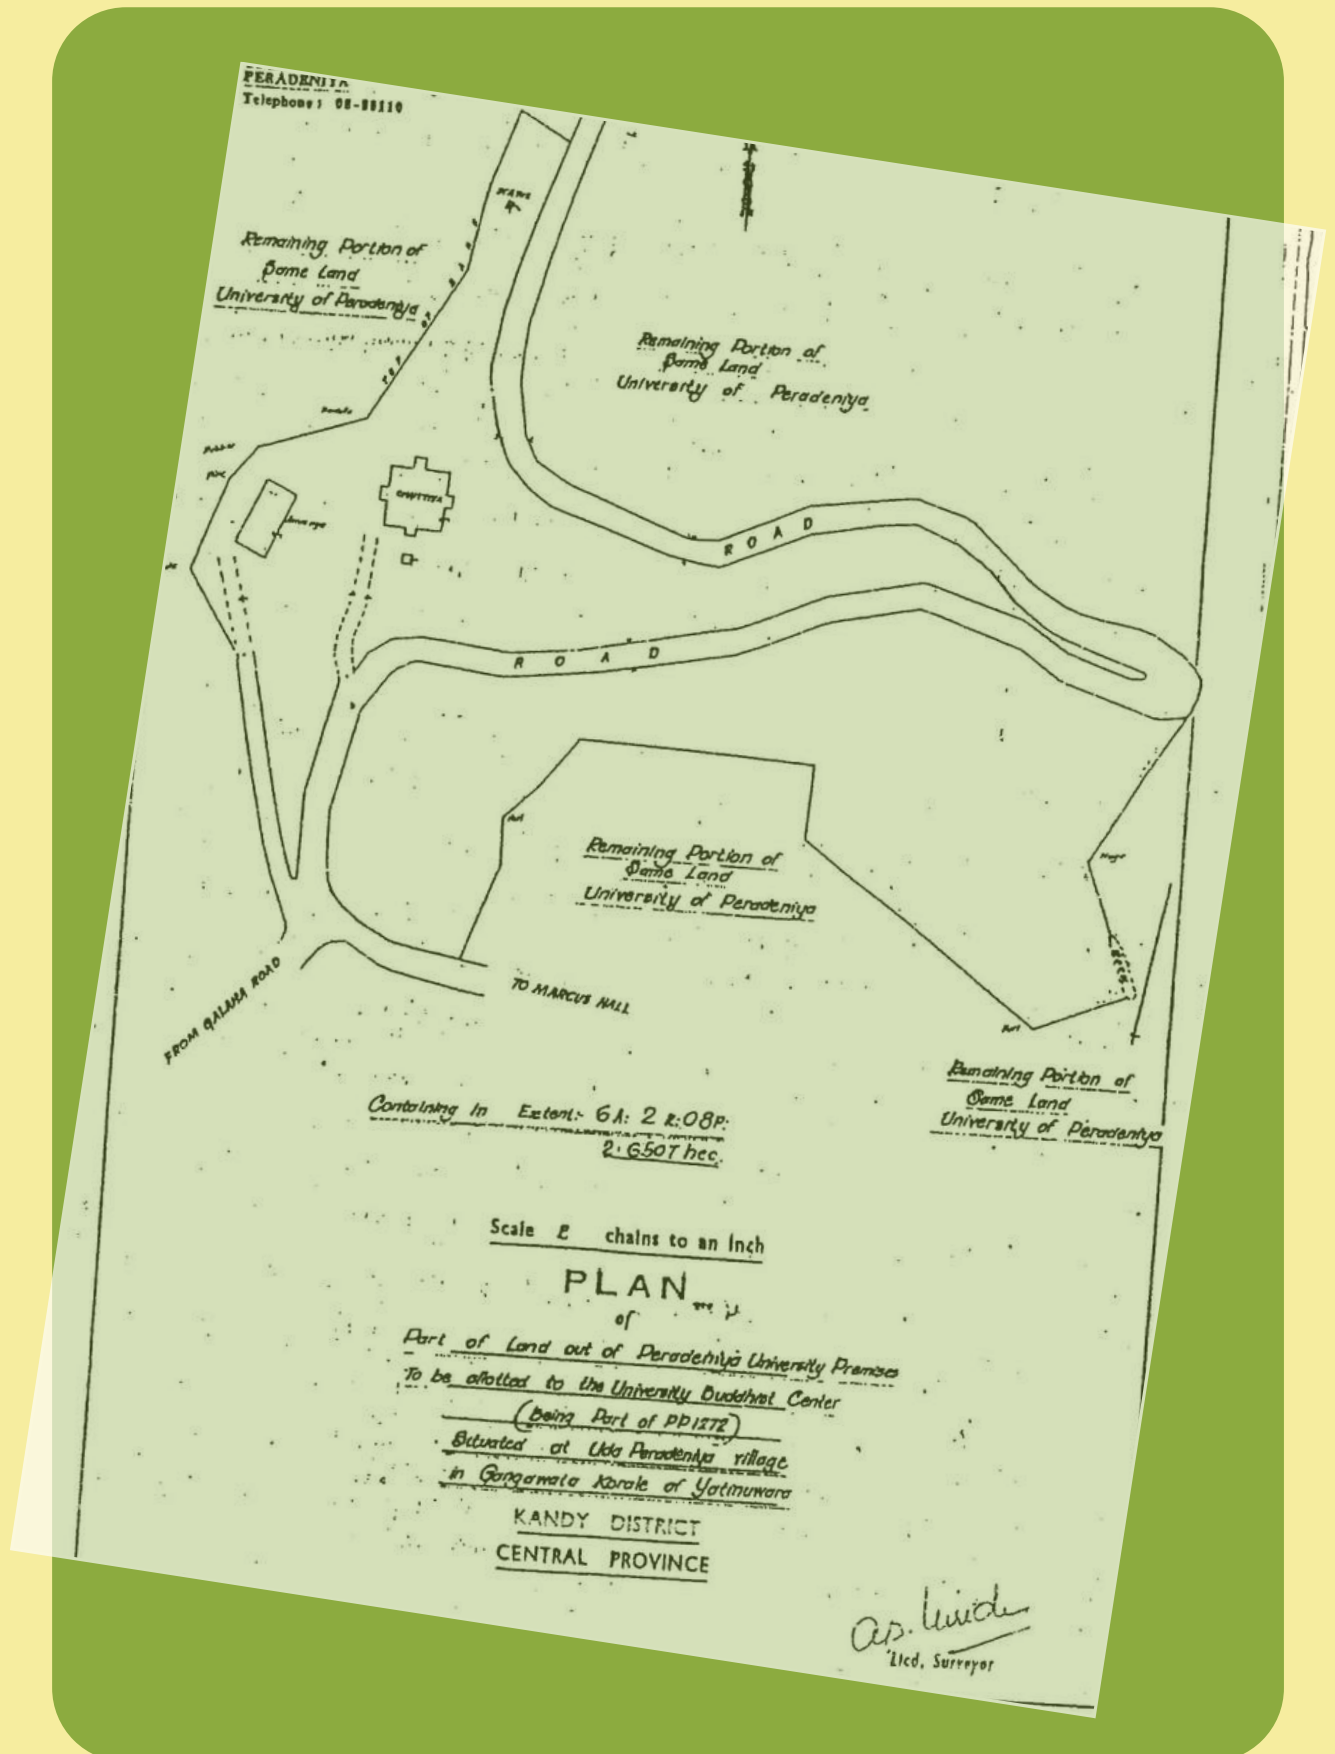 PERADENIYA
Telephone: 08-88110
Remaining Portion of
Same Land
University of Peradeniya
Remaining Portion of
Same Land
University of Peradeniya
ROAD
ROAD
Remaining Portion of
Same Land
University of Peradeniya
TO MARCUS HALL
FROM GALAHA ROAD
Remaining Portion of
Same Land
University of Peradeniya
Containing In Extent:- 6A: 2 R:08P:
2.6507 hec.
Scale 2 chains to an Inch
PLAN
of
Part of Land out of Peradeniya University Premises
To be allotted to the University Buddhist Center
(Being Part of PP1272)
Situated at Uda Peradeniya village
in Gangawata Korale of Yatinuwara
KANDY DISTRICT
CENTRAL PROVINCE
Licd, Surveyor